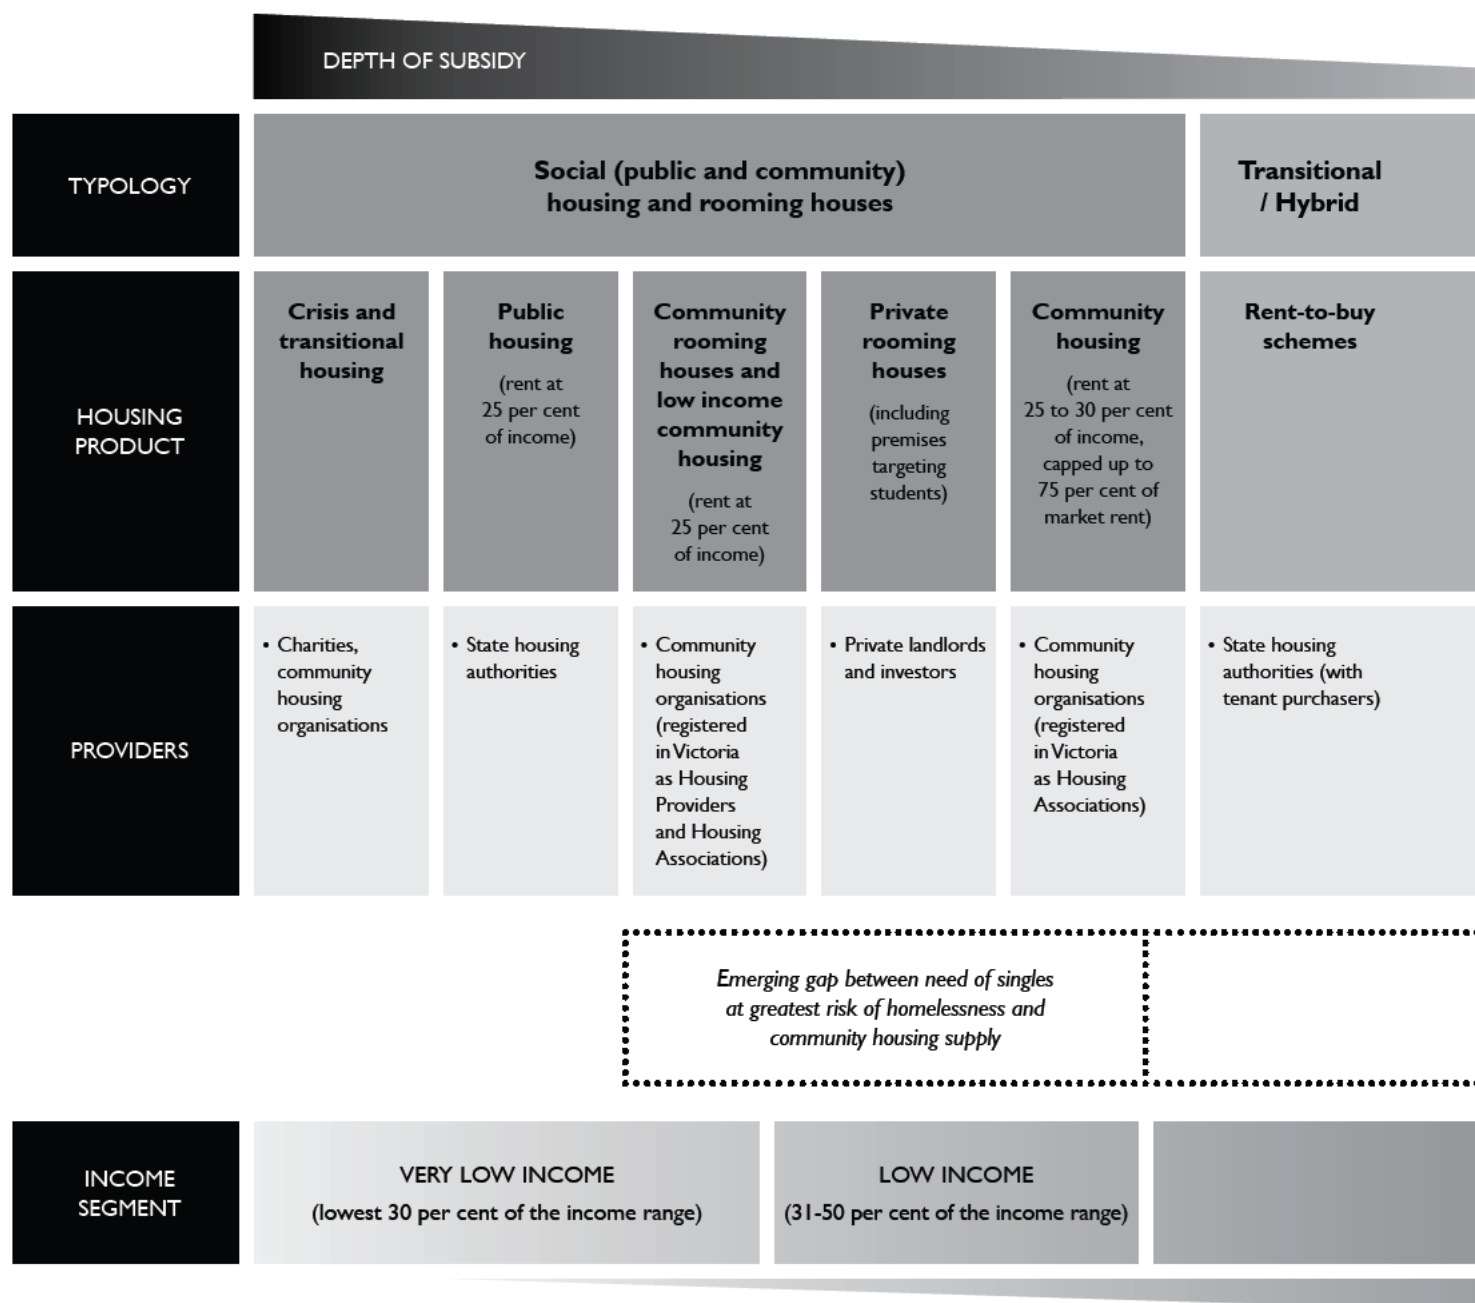 DEPTH OF SUBSIDY
TYPOLOGY
Social (public and community)
housing and rooming houses
Transitional
/ Hybrid
HOUSING
PRODUCT
Crisis and
transitional
housing
Public
housing
(rent at
25 per cent
of income)
Community
rooming
houses and
low income
community
housing
(rent at
25 per cent
of income)
Private
rooming
houses
(including
premises
targeting
students)
Community
housing
(rent at
25 to 30 per cent
of income,
capped up to
75 per cent of
market rent)
Rent-to-buy
schemes
PROVIDERS
• Charities,
community
housing
organisations
• State housing
authorities
• Community
housing
organisations
(registered
in Victoria
as Housing
Providers
and Housing
Associations)
• Private landlords
and investors
• Community
housing
organisations
(registered
in Victoria
as Housing
Associations)
• State housing
authorities (with
tenant purchasers)
Emerging gap between need of singles
at greatest risk of homelessness and
community housing supply
INCOME
SEGMENT
VERY LOW INCOME
(lowest 30 per cent of the income range)
LOW INCOME
(31-50 per cent of the income range)